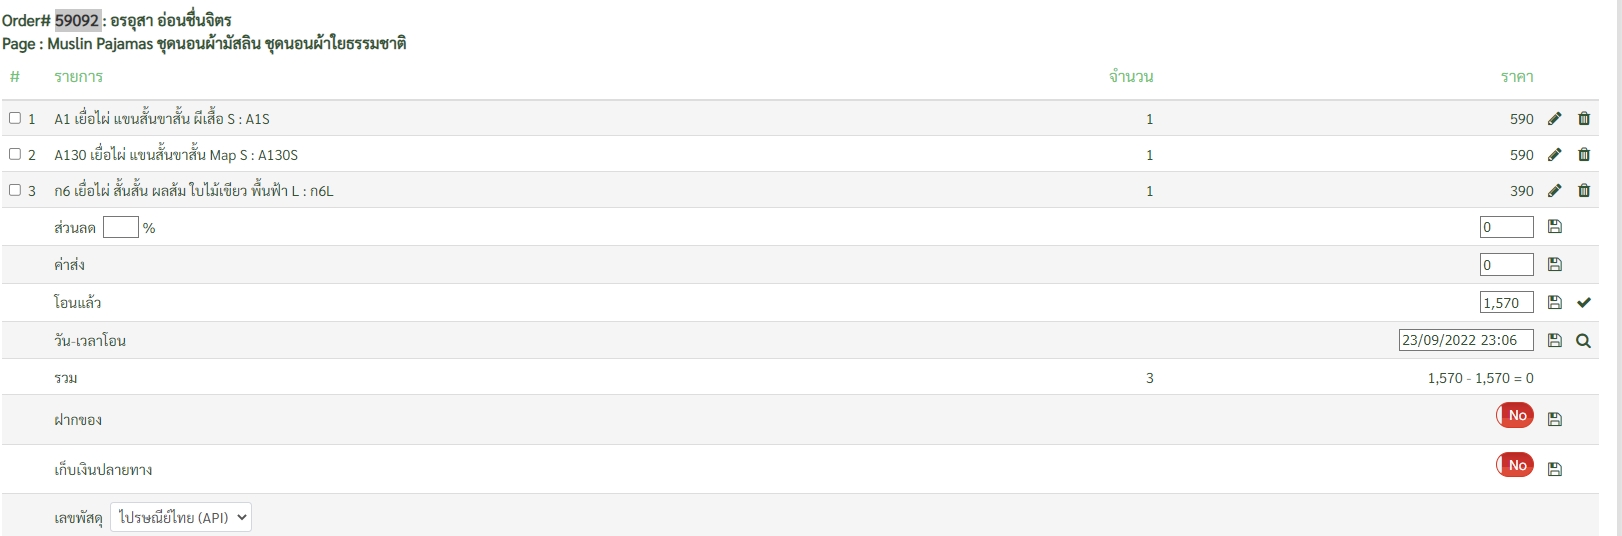 Order# 59092 : อรอุสา อ่อนชื่นจิตร
Page : Muslin Pajamas ชุดนอนผ้ามัสลิน ชุดนอนผ้าใยธรรมชาติ
# รายการ จำนวน ราคา
1 A1 เยื่อไผ่ แขนสั้นขาสั้น ผีเสื้อ S : A1S 1 590
2 A130 เยื่อไผ่ แขนสั้นขาสั้น Map S : A130S 1 590
3 ก6 เยื่อไผ่ สั้นสั้น ผลส้ม ใบไม้เขียว พื้นฟ้า L : ก6L 1 390
ส่วนลด % 0
ค่าส่ง 0
โอนแล้ว 1,570
วัน-เวลาโอน 23/09/2022 23:06
รวม 3 1,570 - 1,570 = 0
ฝากของ No
เก็บเงินปลายทาง No
เลขพัสดุ ไปรษณีย์ไทย (API)